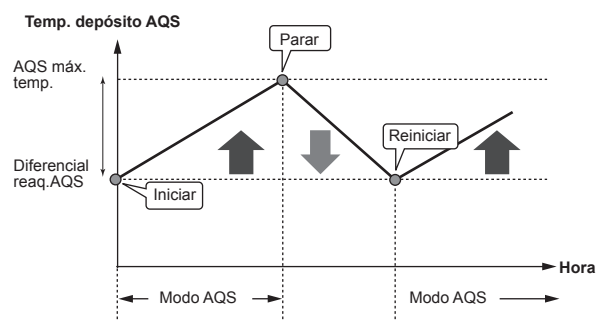 Temp. depósito AQS
Parar
AQS máx.
temp.
Reiniciar
Diferencial
reaq.AQS
Iniciar
Hora
Modo AQS
Modo AQS